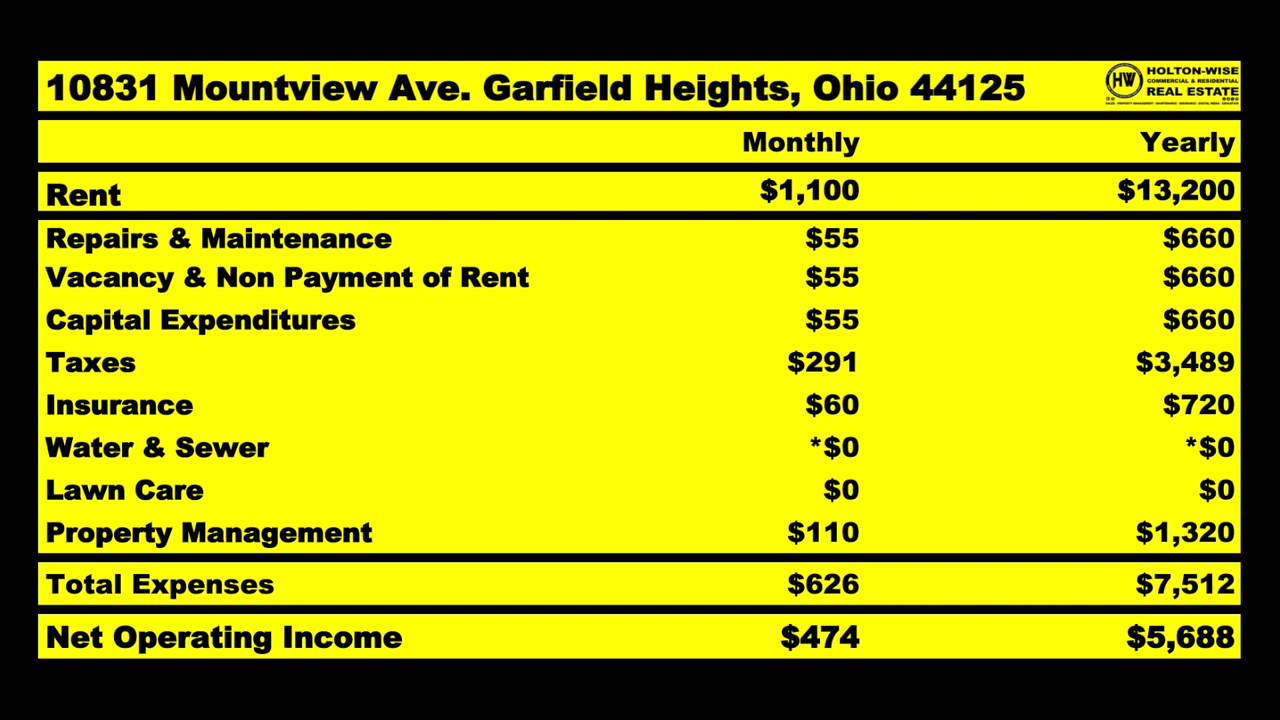 10831 Mountview Ave. Garfield Heights, Ohio 44125
HOLTON-WISE
COMMERCIAL & RESIDENTIAL
REAL ESTATE
HW
Monthly Yearly
Rent $1,100 $13,200
Repairs & Maintenance $55 $660
Vacancy & Non Payment of Rent $55 $660
Capital Expenditures $55 $660
Taxes $291 $3,489
Insurance $60 $720
Water & Sewer *$0 *$0
Lawn Care $0 $0
Property Management $110 $1,320
Total Expenses $626 $7,512
Net Operating Income $474 $5,688